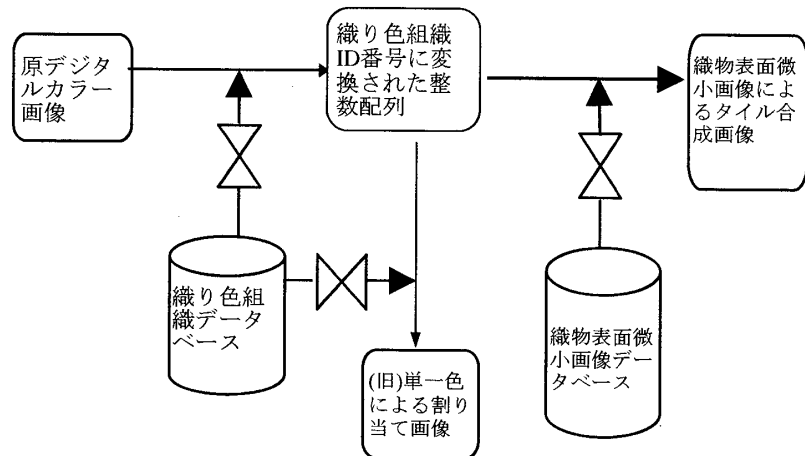 原デジタ
ルカラー
画像
織り色組織
ID番号に変
換された整
数配列
織物表面微
小画像によ
るタイル合
成画像
織り色組
織データ
ベース
(旧)単一色
による割り
当て画像
織物表面微
小画像デー
タベース